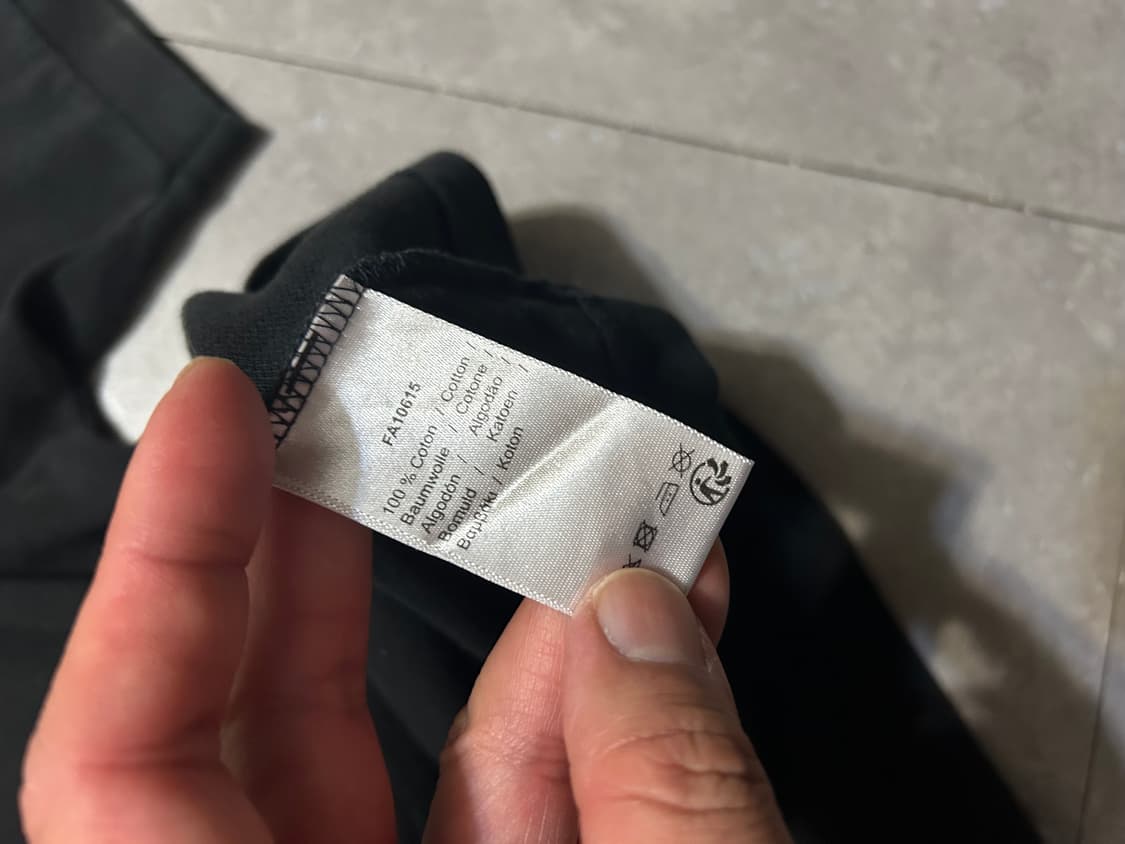 FA10615
100 % Coton / Cotton /
Baumwolle / Cotone /
Algodón / Algodão /
Bomuld / Katoen /
Βαμβάκι / Koton